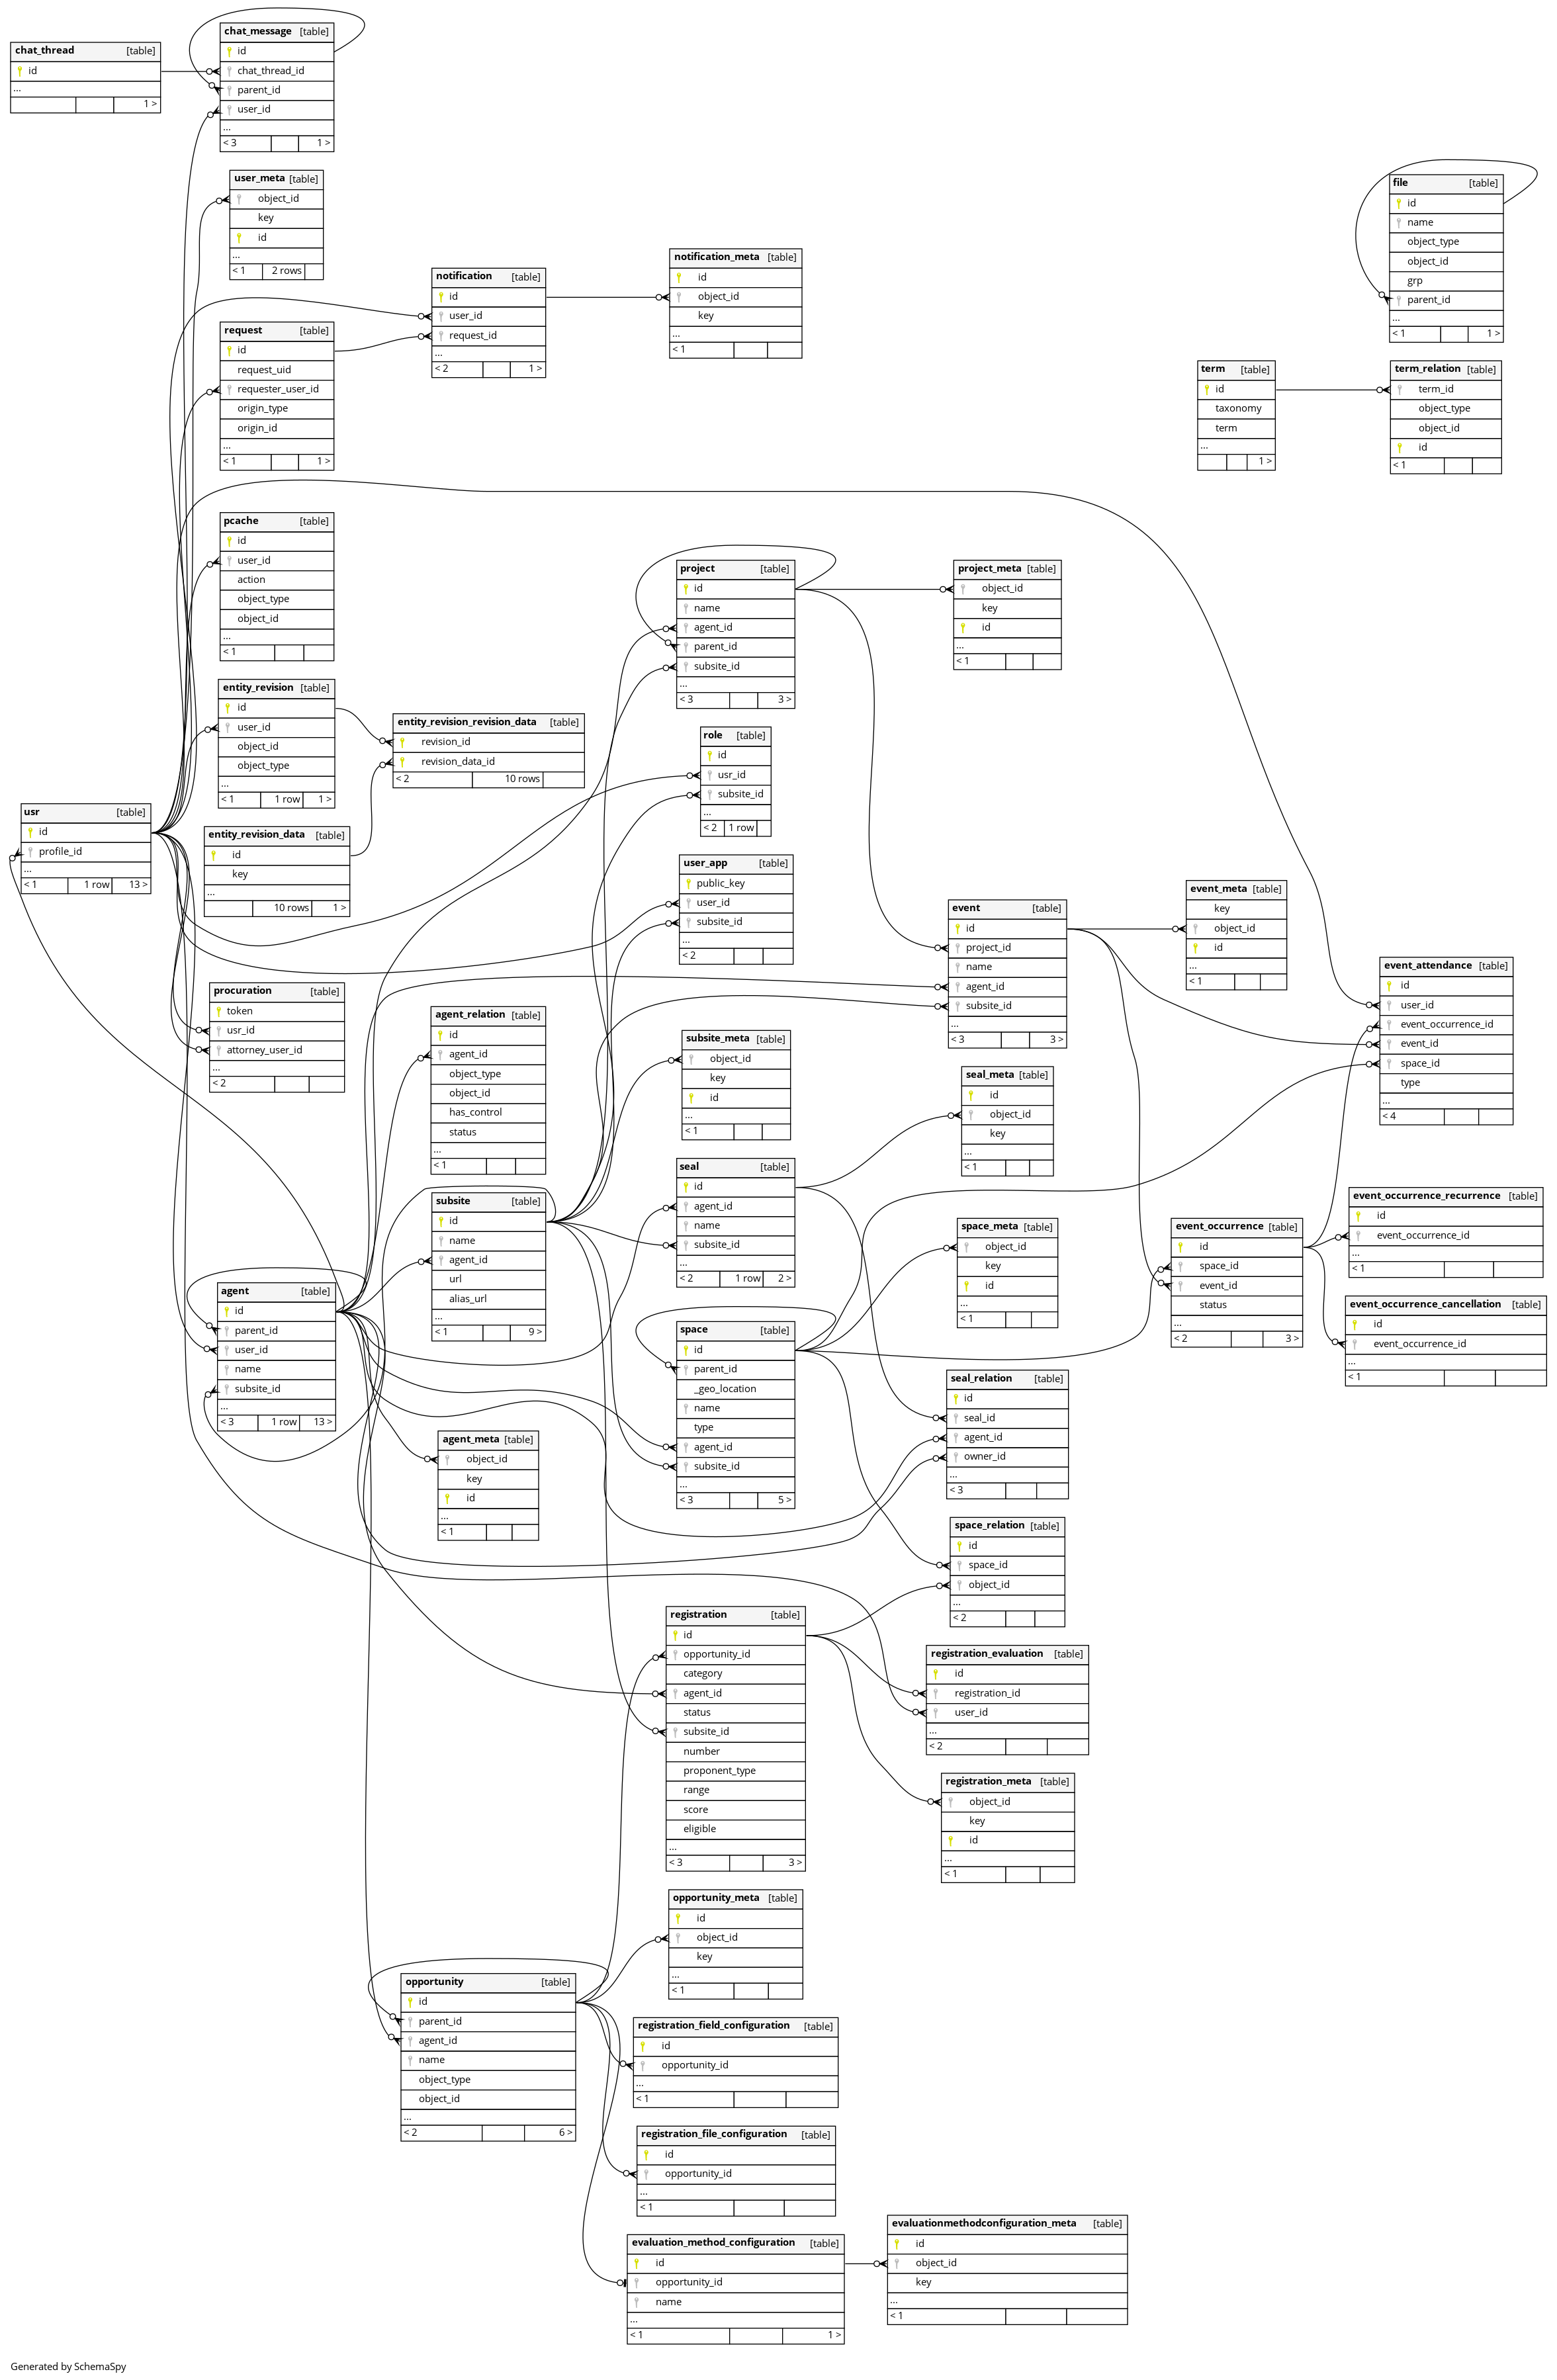 chat_thread [table]
id
...
1 >
chat_message [table]
id
chat_thread_id
parent_id
user_id
...
< 3 1 >
user_meta [table]
object_id
key
id
...
< 1 2 rows
file [table]
id
name
object_type
object_id
grp
parent_id
...
< 1 1 >
notification_meta [table]
id
object_id
key
...
< 1
notification [table]
id
user_id
request_id
...
< 2 1 >
request [table]
id
request_uid
requester_user_id
origin_type
origin_id
...
< 1 1 >
term [table]
id
taxonomy
term
...
1 >
term_relation [table]
term_id
object_type
object_id
id
< 1
pcache [table]
id
user_id
action
object_type
object_id
...
< 1
project [table]
id
name
agent_id
parent_id
subsite_id
...
< 3 3 >
project_meta [table]
object_id
key
id
...
< 1
entity_revision [table]
id
user_id
object_id
object_type
...
< 1 1 row 1 >
entity_revision_revision_data [table]
revision_id
revision_data_id
< 2 10 rows
role [table]
id
usr_id
subsite_id
...
< 2 1 row
usr [table]
id
profile_id
...
< 1 1 row 13 >
entity_revision_data [table]
id
key
...
10 rows 1 >
user_app [table]
public_key
user_id
subsite_id
...
< 2
event [table]
id
project_id
name
agent_id
subsite_id
...
< 3 3 >
event_meta [table]
key
object_id
id
...
< 1
event_attendance [table]
id
user_id
event_occurrence_id
event_id
space_id
type
...
< 4
procuration [table]
token
usr_id
attorney_user_id
...
< 2
agent_relation [table]
id
agent_id
object_type
object_id
has_control
status
...
< 1
subsite_meta [table]
object_id
key
id
...
< 1
seal_meta [table]
id
object_id
key
...
< 1
seal [table]
id
agent_id
name
subsite_id
...
< 2 1 row 2 >
subsite [table]
id
name
agent_id
url
alias_url
...
< 1 9 >
event_occurrence_recurrence [table]
id
event_occurrence_id
...
< 1
space_meta [table]
object_id
key
id
...
< 1
event_occurrence [table]
id
space_id
event_id
status
...
< 2 3 >
agent [table]
id
parent_id
user_id
name
subsite_id
...
< 3 1 row 13 >
event_occurrence_cancellation [table]
id
event_occurrence_id
...
< 1
space [table]
id
parent_id
_geo_location
name
type
agent_id
subsite_id
...
< 3 5 >
seal_relation [table]
id
seal_id
agent_id
owner_id
...
< 3
agent_meta [table]
object_id
key
id
...
< 1
space_relation [table]
id
space_id
object_id
...
< 2
registration [table]
id
opportunity_id
category
agent_id
status
subsite_id
number
proponent_type
range
score
eligible
...
< 3 3 >
registration_evaluation [table]
id
registration_id
user_id
...
< 2
registration_meta [table]
object_id
key
id
...
< 1
opportunity_meta [table]
id
object_id
key
...
< 1
opportunity [table]
id
parent_id
agent_id
name
object_type
object_id
...
< 2 6 >
registration_field_configuration [table]
id
opportunity_id
...
< 1
registration_file_configuration [table]
id
opportunity_id
...
< 1
evaluation_method_configuration [table]
id
opportunity_id
name
...
< 1 1 >
evaluationmethodconfiguration_meta [table]
id
object_id
key
...
< 1
Generated by SchemaSpy